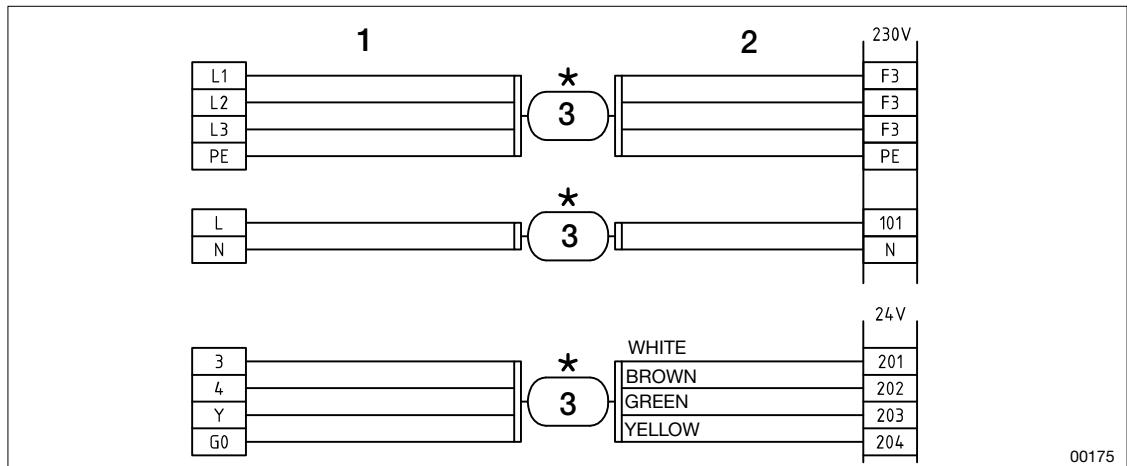 1 2 230V
L1 * F3
L2 3 F3
L3 F3
PE PE
*
L 3 101
N N
24V
3 * WHITE 201
4 3 BROWN 202
Y GREEN 203
G0 YELLOW 204
00175